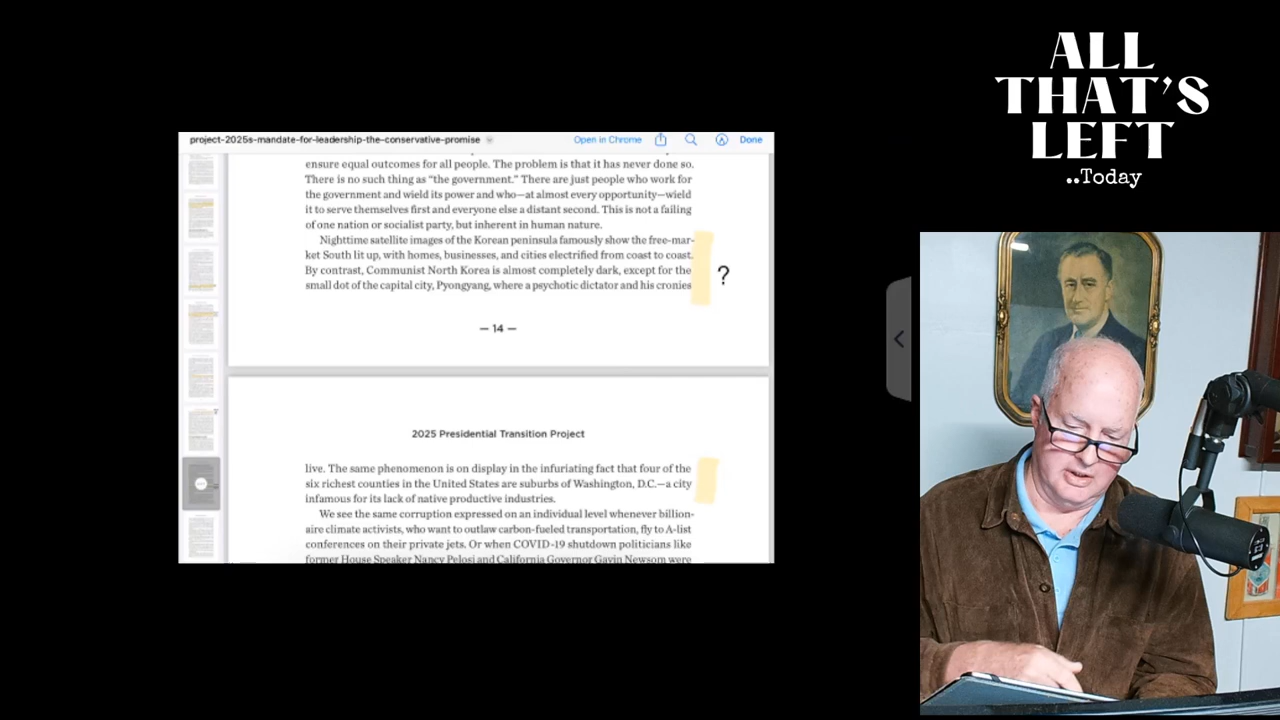 project-2025s-mandate-for-leadership-the-conservative-promise
Open in Chrome
Done
ensure equal outcomes for all people. The problem is that it has never done so.
There is no such thing as “the government.” There are just people who work for
the government and wield its power and who—at almost every opportunity—wield
it to serve themselves first and everyone else a distant second. This is not a failing
of one nation or socialist party, but inherent in human nature.
Nighttime satellite images of the Korean peninsula famously show the free-mar-
ket South lit up, with homes, businesses, and cities electrified from coast to coast.
By contrast, Communist North Korea is almost completely dark, except for the
small dot of the capital city, Pyongyang, where a psychotic dictator and his cronies
?
— 14 —
2025 Presidential Transition Project
live. The same phenomenon is on display in the infuriating fact that four of the
six richest counties in the United States are suburbs of Washington, D.C.—a city
infamous for its lack of native productive industries.
We see the same corruption expressed on an individual level whenever billion-
aire climate activists, who want to outlaw carbon-fueled transportation, fly to A-list
conferences on their private jets. Or when COVID-19 shutdown politicians like
former House Speaker Nancy Pelosi and California Governor Gavin Newsom were
ALL
THAT’S
LEFT
..Today